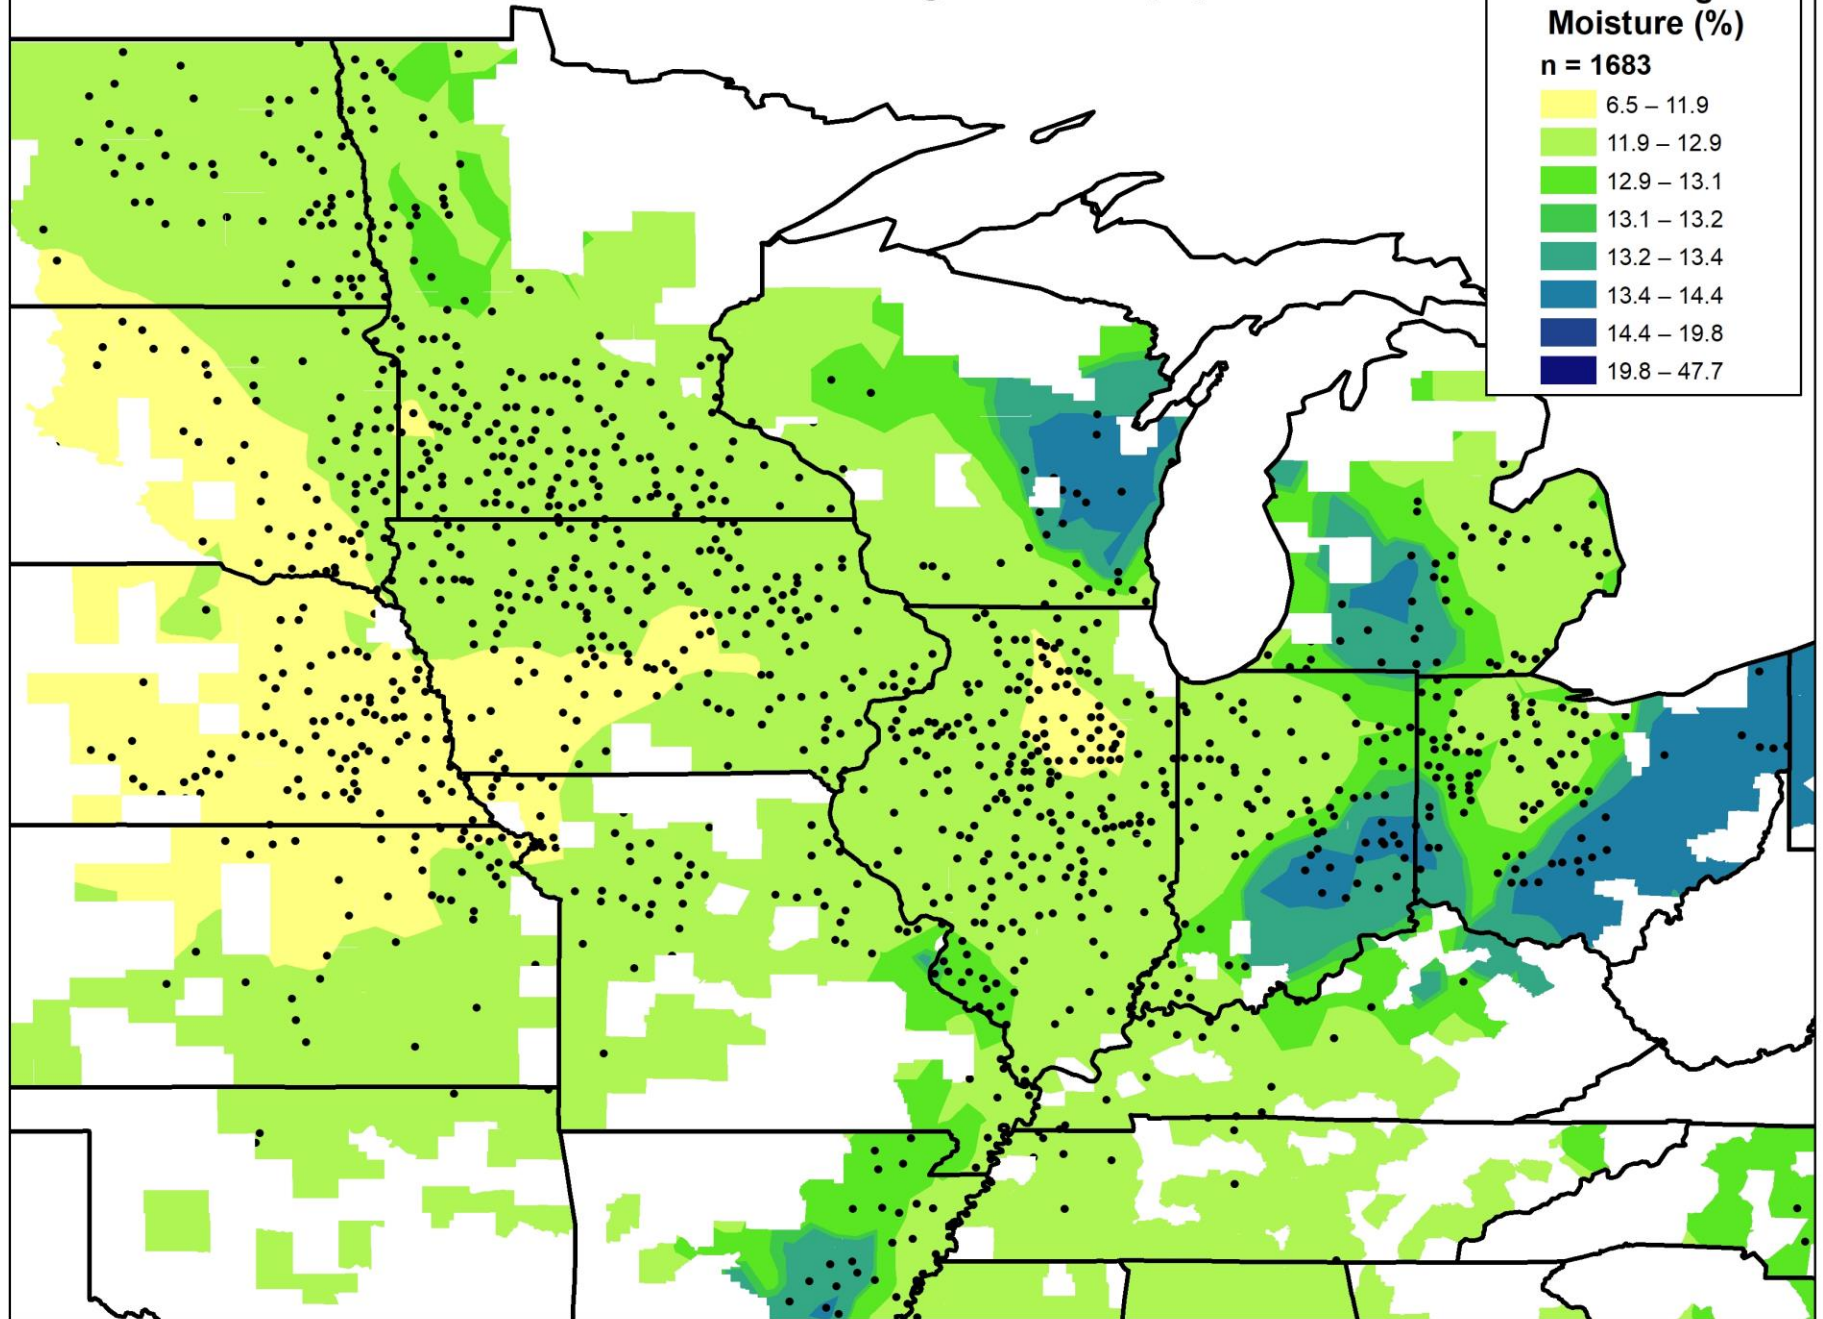 Moisture (%)
n = 1683
6.5 – 11.9
11.9 – 12.9
12.9 – 13.1
13.1 – 13.2
13.2 – 13.4
13.4 – 14.4
14.4 – 19.8
19.8 – 47.7